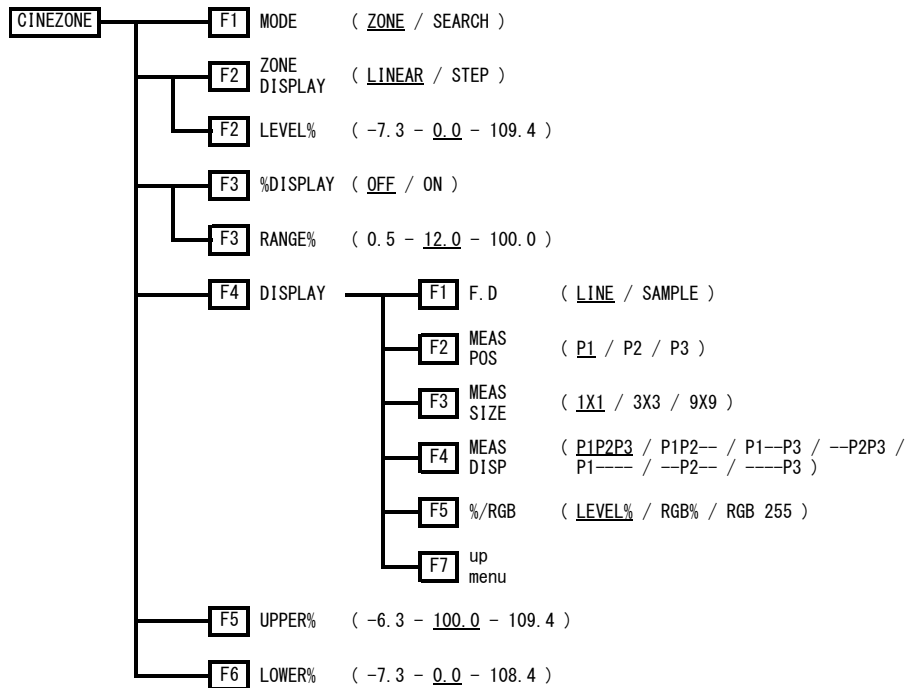 CINEZONE F1 MODE ( ZONE / SEARCH )
F2 ZONE DISPLAY ( LINEAR / STEP )
F2 LEVEL% ( -7.3 - 0.0 - 109.4 )
F3 %DISPLAY ( OFF / ON )
F3 RANGE% ( 0.5 - 12.0 - 100.0 )
F4 DISPLAY F1 F.D ( LINE / SAMPLE )
F2 MEAS POS ( P1 / P2 / P3 )
F3 MEAS SIZE ( 1X1 / 3X3 / 9X9 )
F4 MEAS DISP ( P1P2P3 / P1P2-- / P1--P3 / --P2P3 /
P1---- / --P2-- / ----P3 )
F5 %/RGB ( LEVEL% / RGB% / RGB 255 )
F7 up menu
F5 UPPER% ( -6.3 - 100.0 - 109.4 )
F6 LOWER% ( -7.3 - 0.0 - 108.4 )